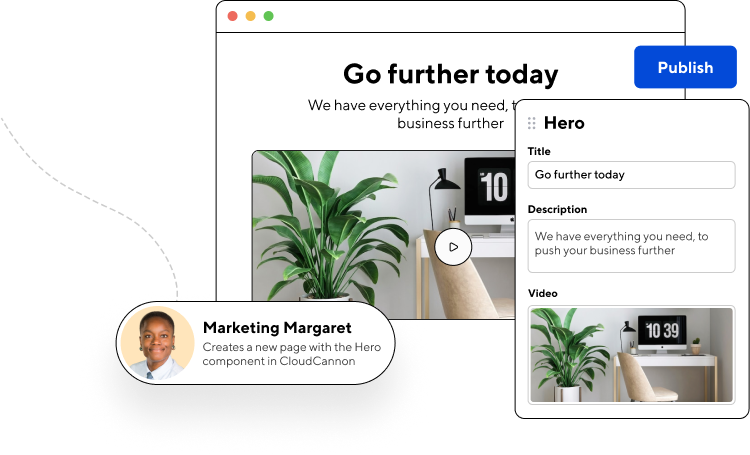 Go further today
We have everything you need, t
business further
10
Publish
Hero
Title
Go further today
Description
We have everything you need, to
push your business further
Video
10 39
Marketing Margaret
Creates a new page with the Hero
component in CloudCannon